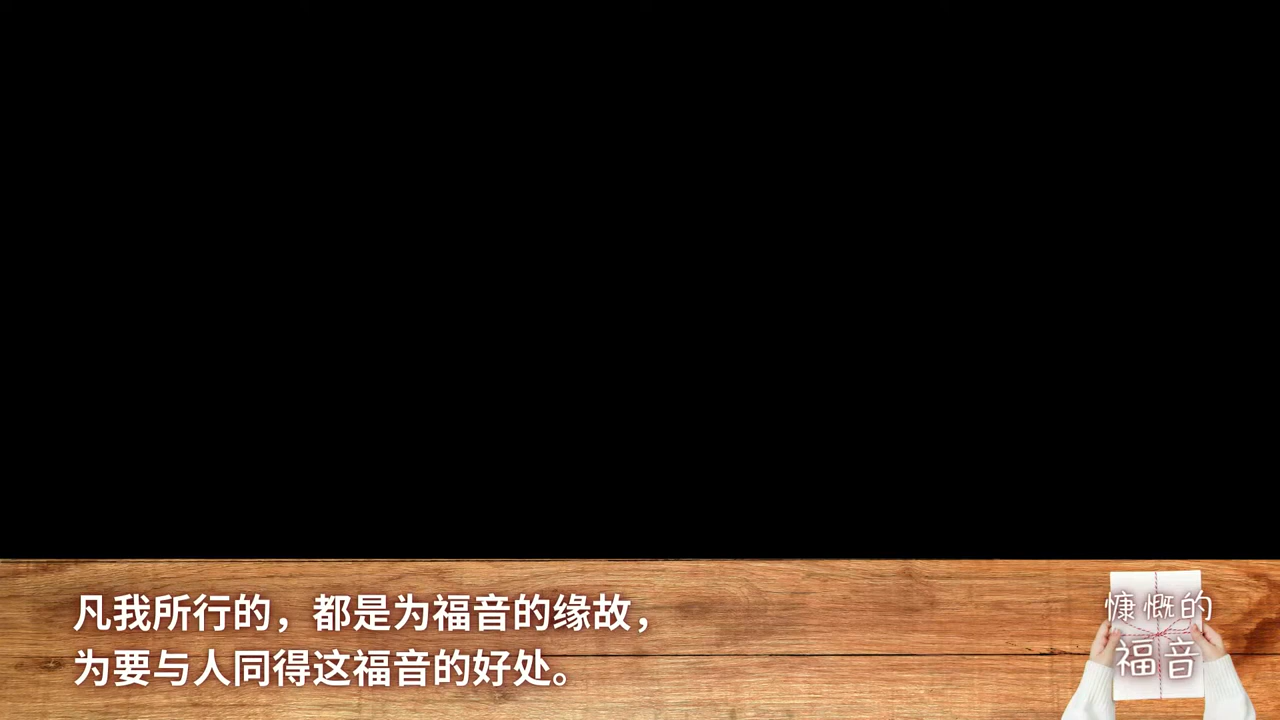 凡我所行的，都是为福音的缘故，
为要与人同得这福音的好处。
慷慨的
福音